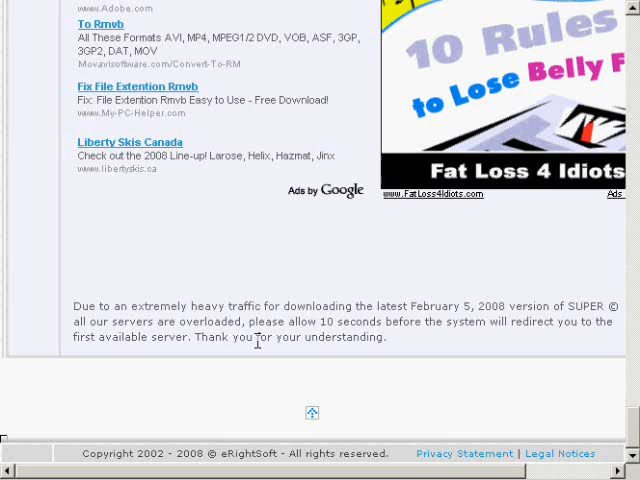 www.Adobe.com
To Rmvb
All These Formats AVI, MP4, MPEG1/2 DVD, VOB, ASF, 3GP,
3GP2, DAT, MOV
Movavisoftware.com/Convert-To-RM
Fix File Extention Rmvb
Fix: File Extention Rmvb Easy to Use - Free Download!
www.My-PC-Helper.com
Liberty Skis Canada
Check out the 2008 Line-up! Larose, Helix, Hazmat, Jinx
www.libertyskis.ca
Ads by Google
10 Rules
to Lose Belly F
Fat Loss 4 Idiots
www.FatLoss4Idiots.com
Ads
Due to an extremely heavy traffic for downloading the latest February 5, 2008 version of SUPER ©
all our servers are overloaded, please allow 10 seconds before the system will redirect you to the
first available server. Thank you for your understanding.
Copyright 2002 - 2008 © eRightSoft - All rights reserved.
Privacy Statement | Legal Notices